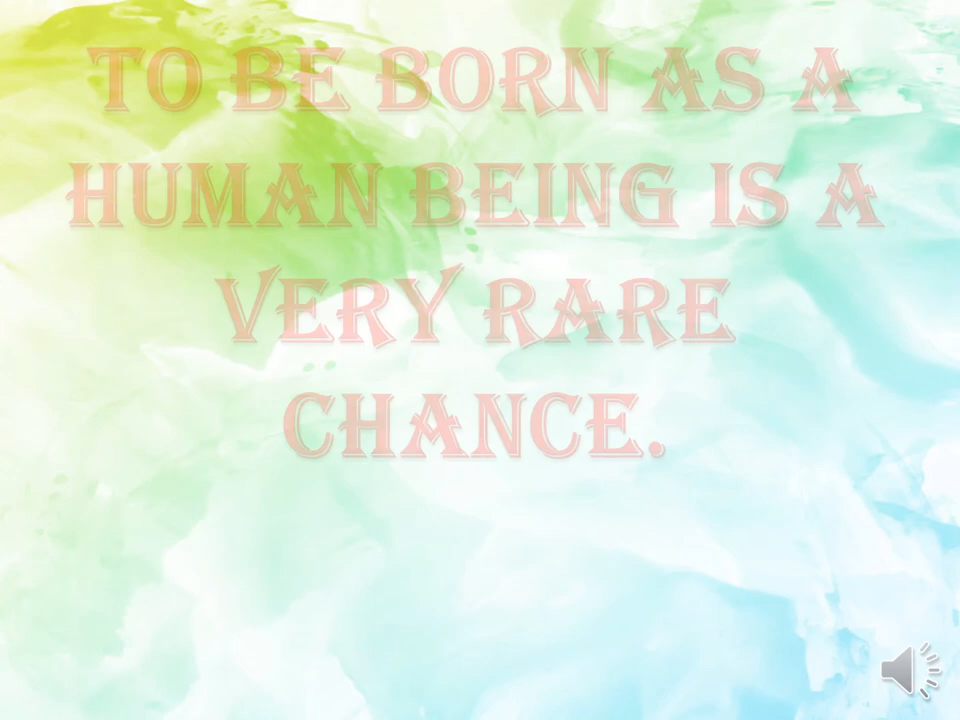 TO BE BORN AS A
HUMAN BEING IS A
VERY RARE
CHANCE.